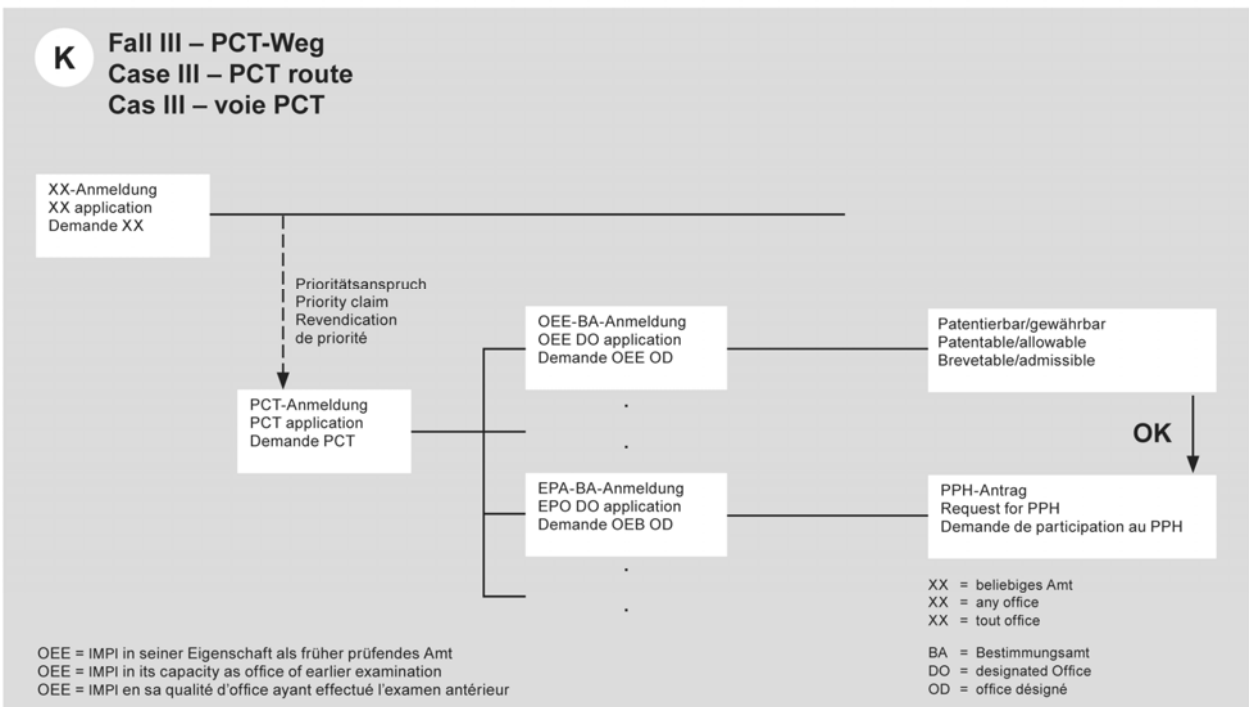 K
Fall III – PCT-Weg
Case III – PCT route
Cas III – voie PCT
XX-Anmeldung
XX application
Demande XX
Prioritätsanspruch
Priority claim
Revendication
de priorité
PCT-Anmeldung
PCT application
Demande PCT
OEE-BA-Anmeldung
OEE DO application
Demande OEE OD
Patentierbar/gewährbar
Patentable/allowable
Brevetable/admissible
OK
EPA-BA-Anmeldung
EPO DO application
Demande OEB OD
PPH-Antrag
Request for PPH
Demande de participation au PPH
XX = beliebiges Amt
XX = any office
XX = tout office
BA = Bestimmungsamt
DO = designated Office
OD = office désigné
OEE = IMPI in seiner Eigenschaft als früher prüfendes Amt
OEE = IMPI in its capacity as office of earlier examination
OEE = IMPI en sa qualité d'office ayant effectué l'examen antérieur